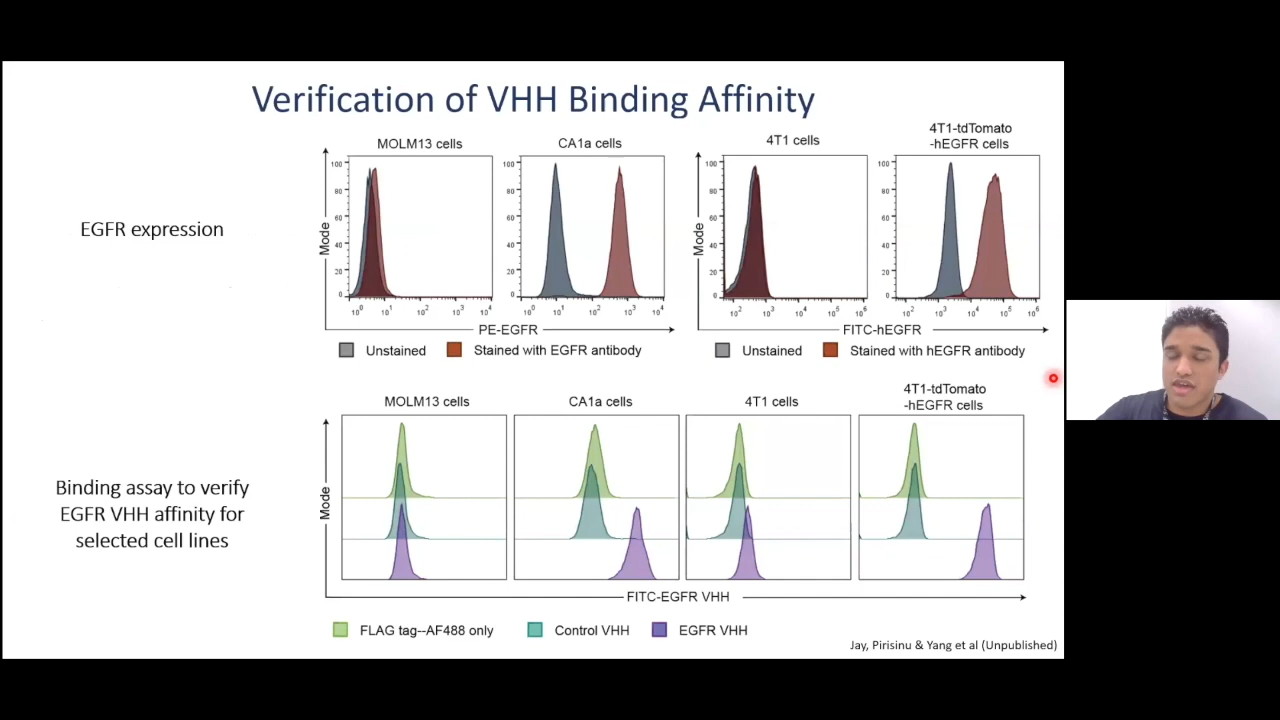 Verification of VHH Binding Affinity
EGFR expression
MOLM13 cells
CA1a cells
4T1 cells
4T1-tdTomato
-hEGFR cells
Mode
100
80
60
40
20
0
10⁰ 10¹ 10² 10³ 10⁴
100
80
60
40
20
0
10⁰ 10¹ 10² 10³ 10⁴
PE-EGFR
Unstained
Stained with EGFR antibody
Mode
100
80
60
40
20
0
10² 10³ 10⁴ 10⁵ 10⁶
100
80
60
40
20
0
10² 10³ 10⁴ 10⁵ 10⁶
FITC-hEGFR
Unstained
Stained with hEGFR antibody
Binding assay to verify
EGFR VHH affinity for
selected cell lines
MOLM13 cells
CA1a cells
4T1 cells
4T1-tdTomato
-hEGFR cells
Mode
FITC-EGFR VHH
FLAG tag--AF488 only
Control VHH
EGFR VHH
Jay, Pirisinu & Yang et al (Unpublished)